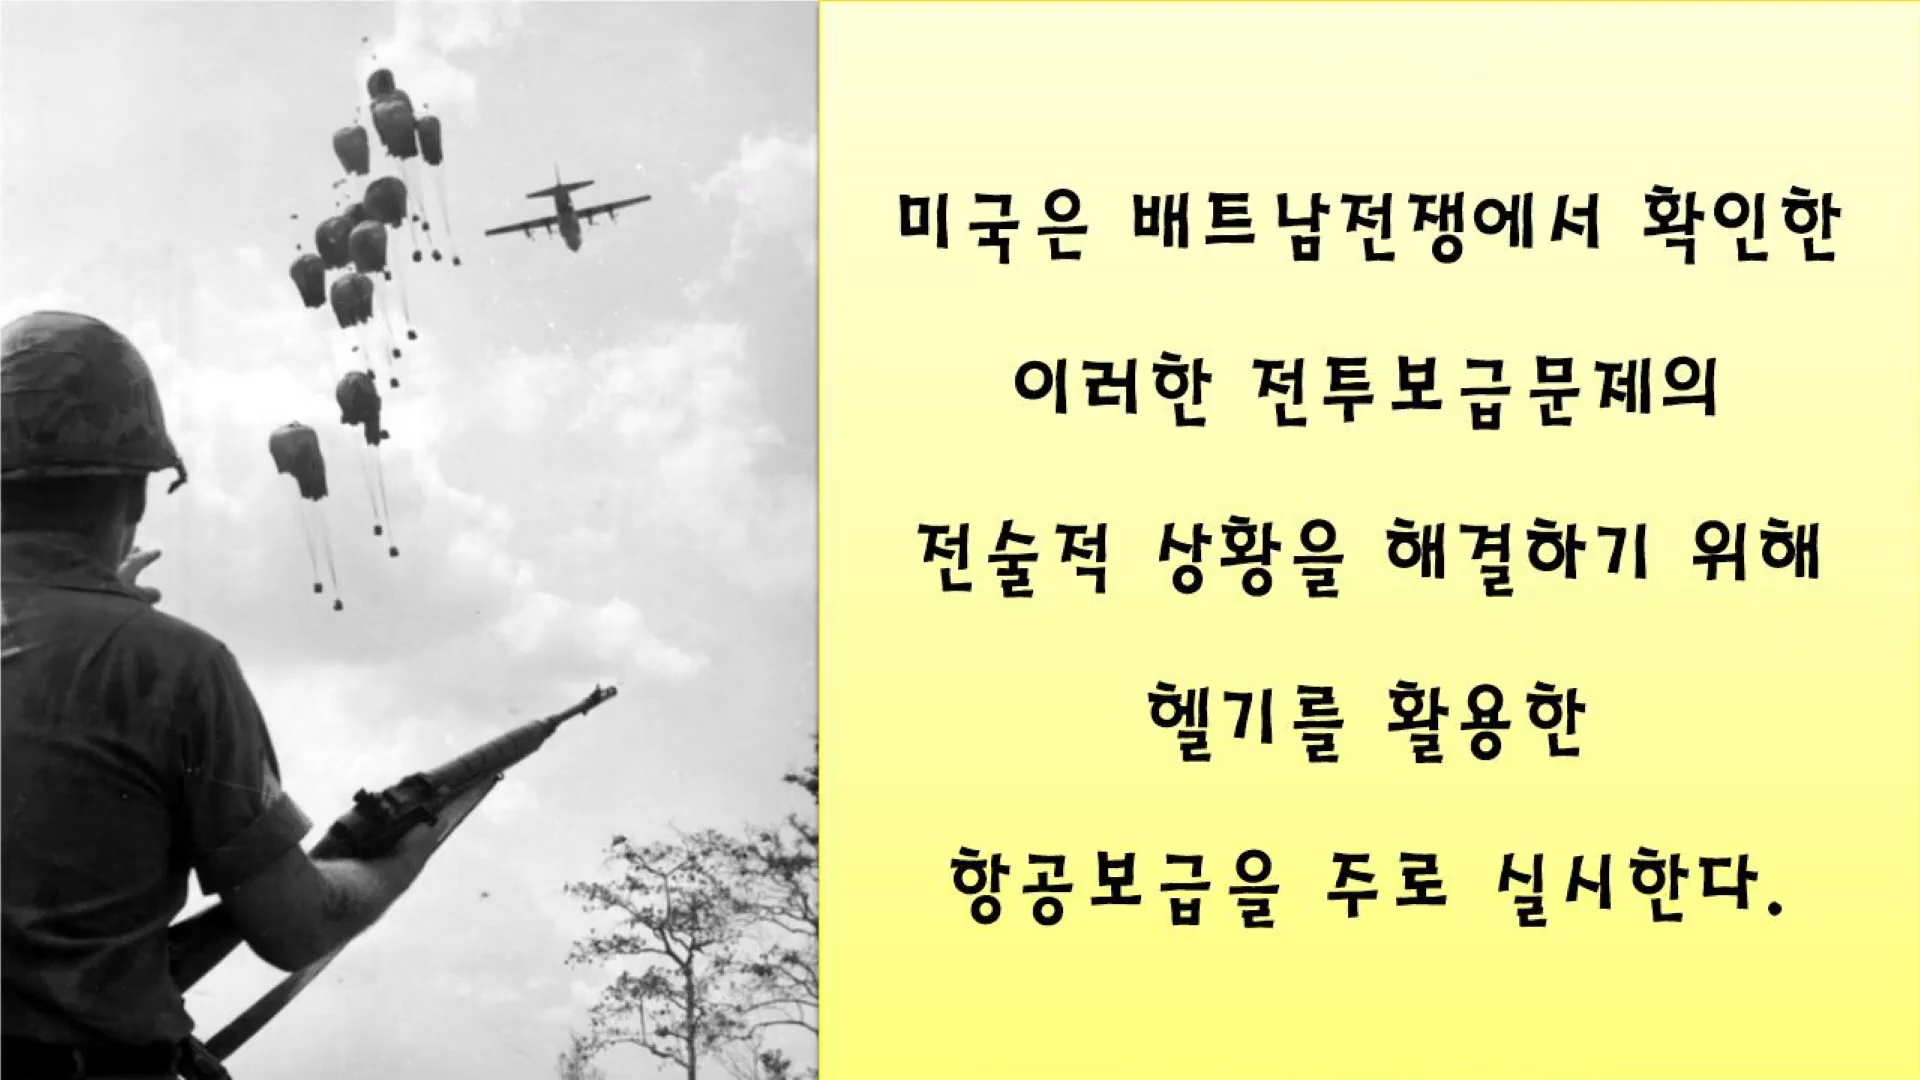 미국은 배트남전쟁에서 확인한
이러한 전투보급문제의
전술적 상황을 해결하기 위해
헬기를 활용한
항공보급을 주로 실시한다.